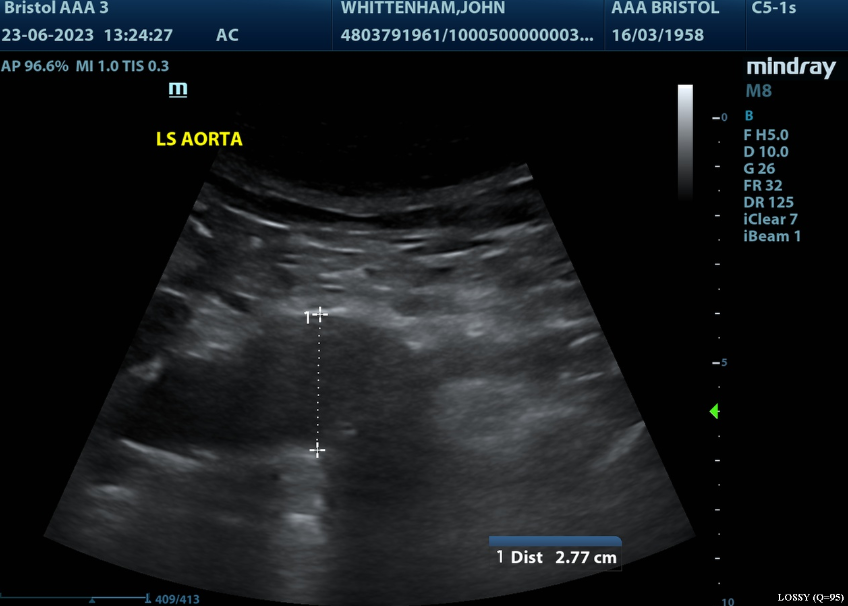 Bristol AAA 3 WHITTENHAM,JOHN AAA BRISTOL C5-1s
23-06-2023 13:24:27 AC 4803791961/1000500000003... 16/03/1958
AP 96.6% MI 1.0 TIS 0.3
mindray
m
M8
LS AORTA
B
F H5.0
D 10.0
G 26
FR 32
DR 125
iClear 7
iBeam 1
0
1
5
1 Dist 2.77 cm
409/413
10
LOSSY (Q=95)